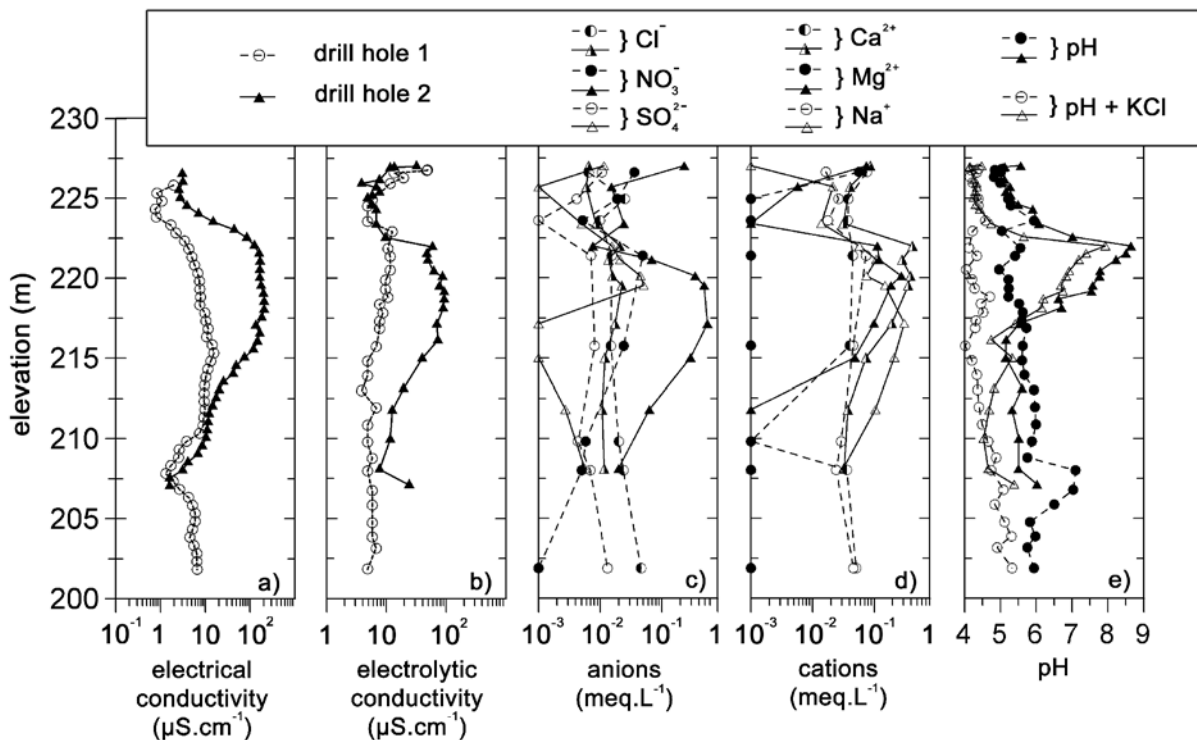 drill hole 1
drill hole 2
} Cl⁻
} NO₃⁻
} SO₄²⁻
} Ca²⁺
} Mg²⁺
} Na⁺
} pH
} pH + KCl
elevation (m)
230
225
220
215
210
205
200
a)
b)
c)
d)
e)
10⁻¹ 1 10 10²
1 10 10²
10⁻³ 10⁻² 10⁻¹ 1
10⁻³ 10⁻² 10⁻¹ 1
4 5 6 7 8 9
electrical
conductivity
(µS.cm⁻¹)
electrolytic
conductivity
(µS.cm⁻¹)
anions
(meq.L⁻¹)
cations
(meq.L⁻¹)
pH